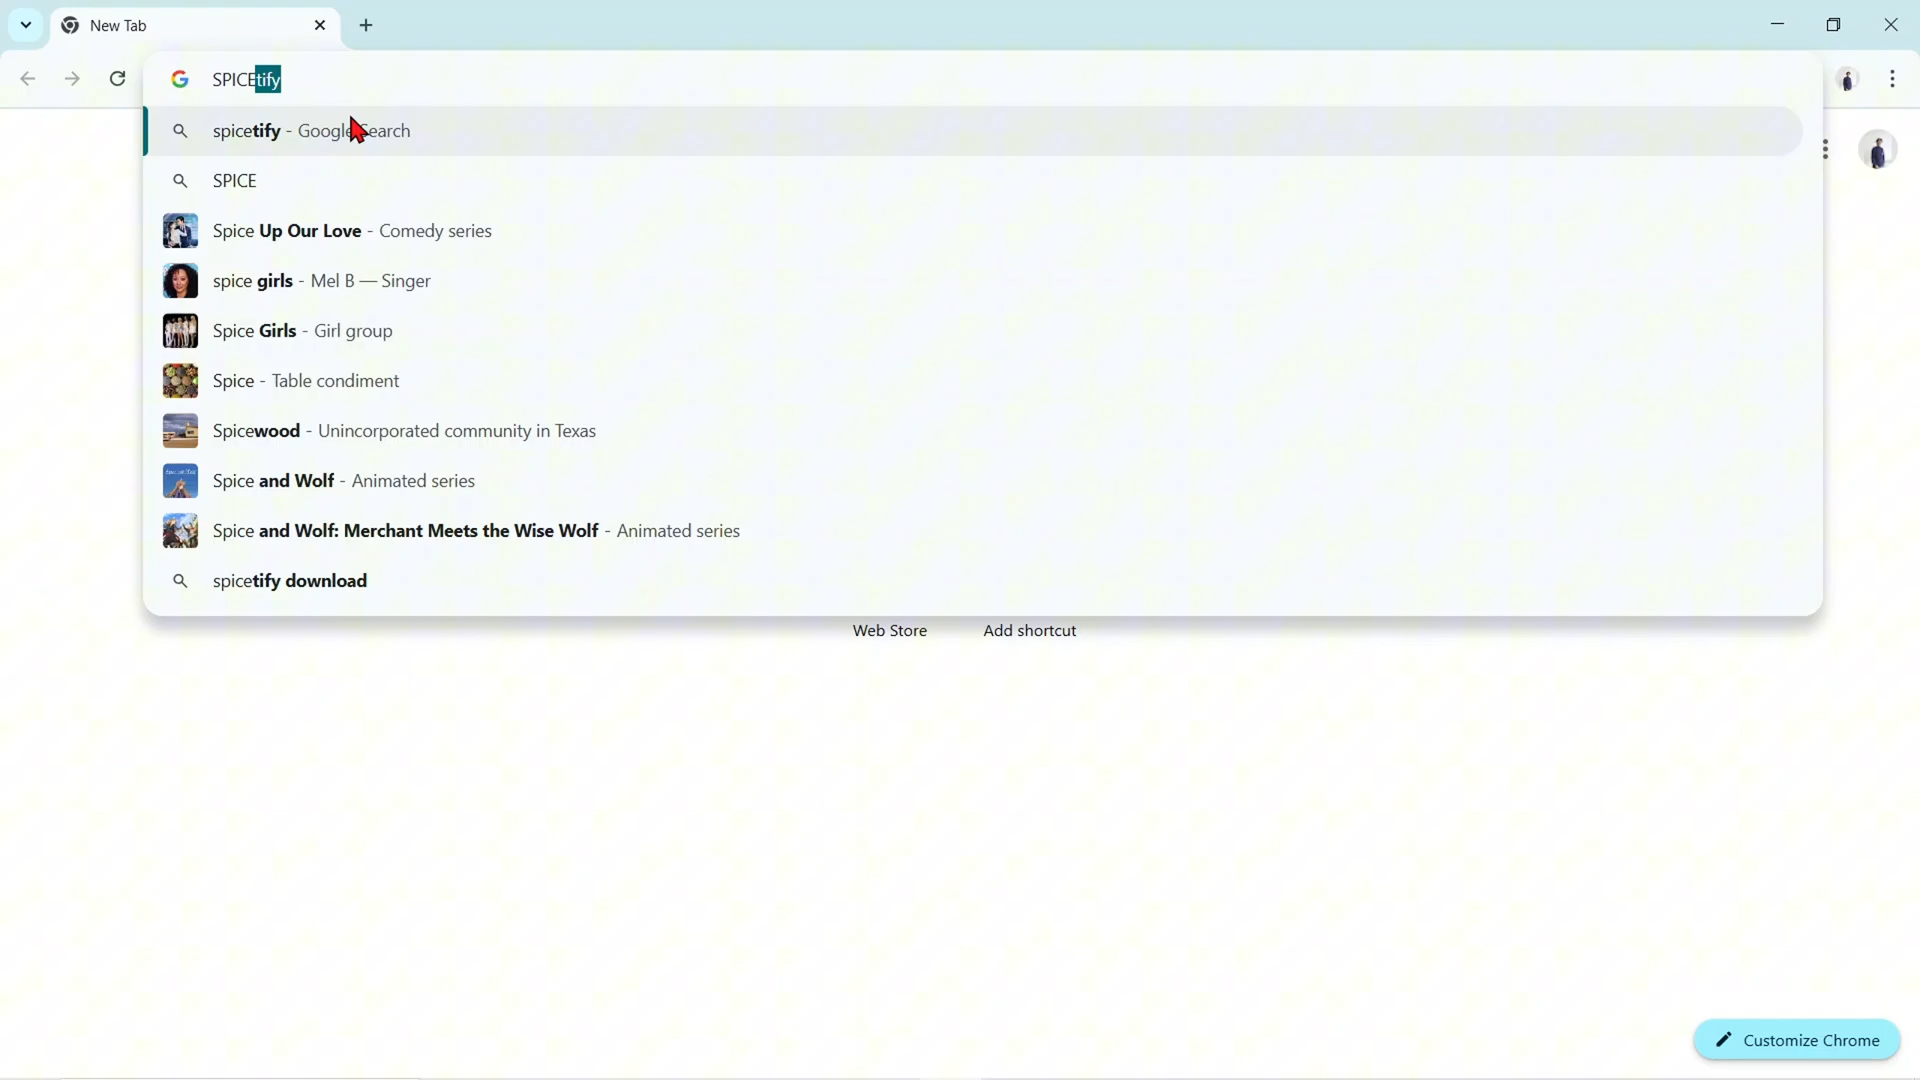 New Tab
SPICEtify
spicetify - Google Search
SPICE
Spice Up Our Love - Comedy series
spice girls - Mel B — Singer
Spice Girls - Girl group
Spice - Table condiment
Spicewood - Unincorporated community in Texas
Spice and Wolf - Animated series
Spice and Wolf: Merchant Meets the Wise Wolf - Animated series
spicetify download
Web Store Add shortcut
Customize Chrome